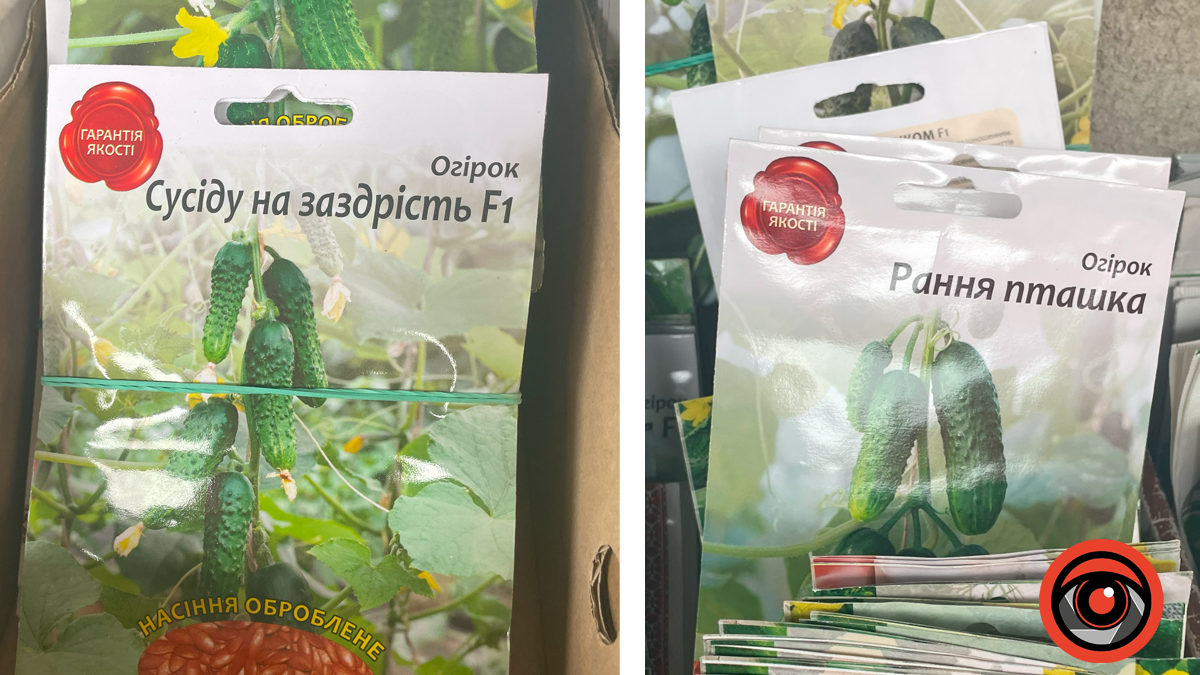 ГАРАНТІЯ
ЯКОСТІ
Огірок
Сусіду на заздрість F1
НАСІННЯ ОБРОБЛЕНЕ
ГАРАНТІЯ
ЯКОСТІ
Огірок
Рання пташка